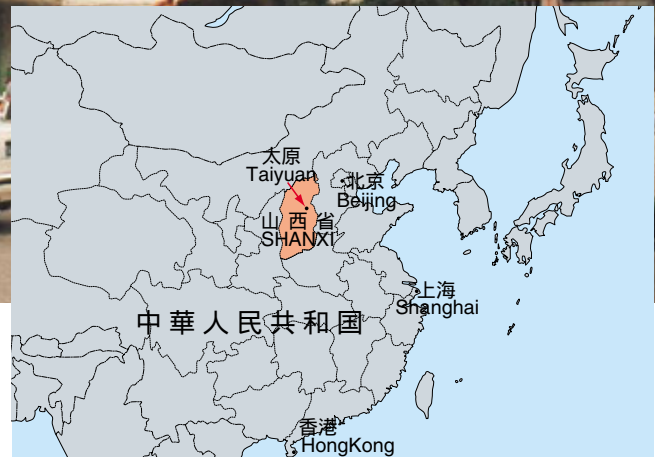 太原
Taiyuan
北京
Beijing
山西省
SHANXI
上海
Shanghai
中華人民共和国
香港
HongKong